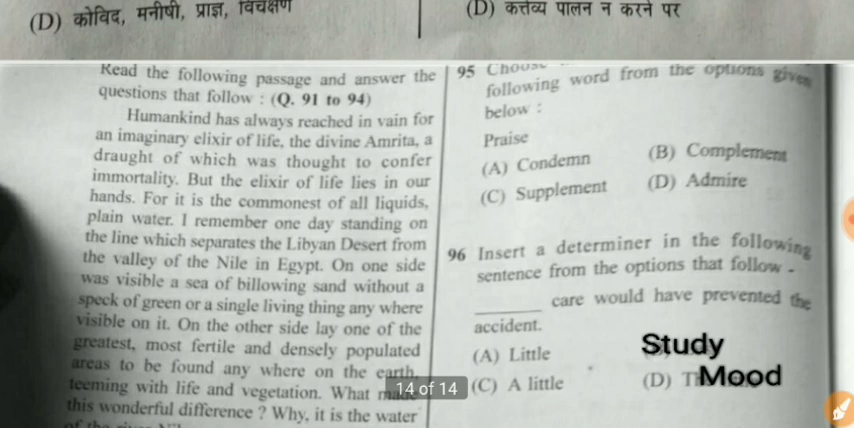 (D) कोविद, मनीषी, प्राज्ञ, विचक्षण
(D) कर्त्तव्य पालन न करने पर
Read the following passage and answer the
questions that follow : (Q. 91 to 94)
Humankind has always reached in vain for
an imaginary elixir of life, the divine Amrita, a
draught of which was thought to confer
immortality. But the elixir of life lies in our
hands. For it is the commonest of all liquids,
plain water. I remember one day standing on
the line which separates the Libyan Desert from
the valley of the Nile in Egypt. On one side
was visible a sea of billowing sand without a
speck of green or a single living thing any where
visible on it. On the other side lay one of the
greatest, most fertile and densely populated
areas to be found any where on the earth,
teeming with life and vegetation. What made
this wonderful difference ? Why, it is the water
95 Choose
following word from the options given
below :
Praise
(A) Condemn
(B) Complement
(C) Supplement
(D) Admire
96 Insert a determiner in the following
sentence from the options that follow -
______ care would have prevented the
accident.
(A) Little
(C) A little
(D)
Study
Mood
14 of 14